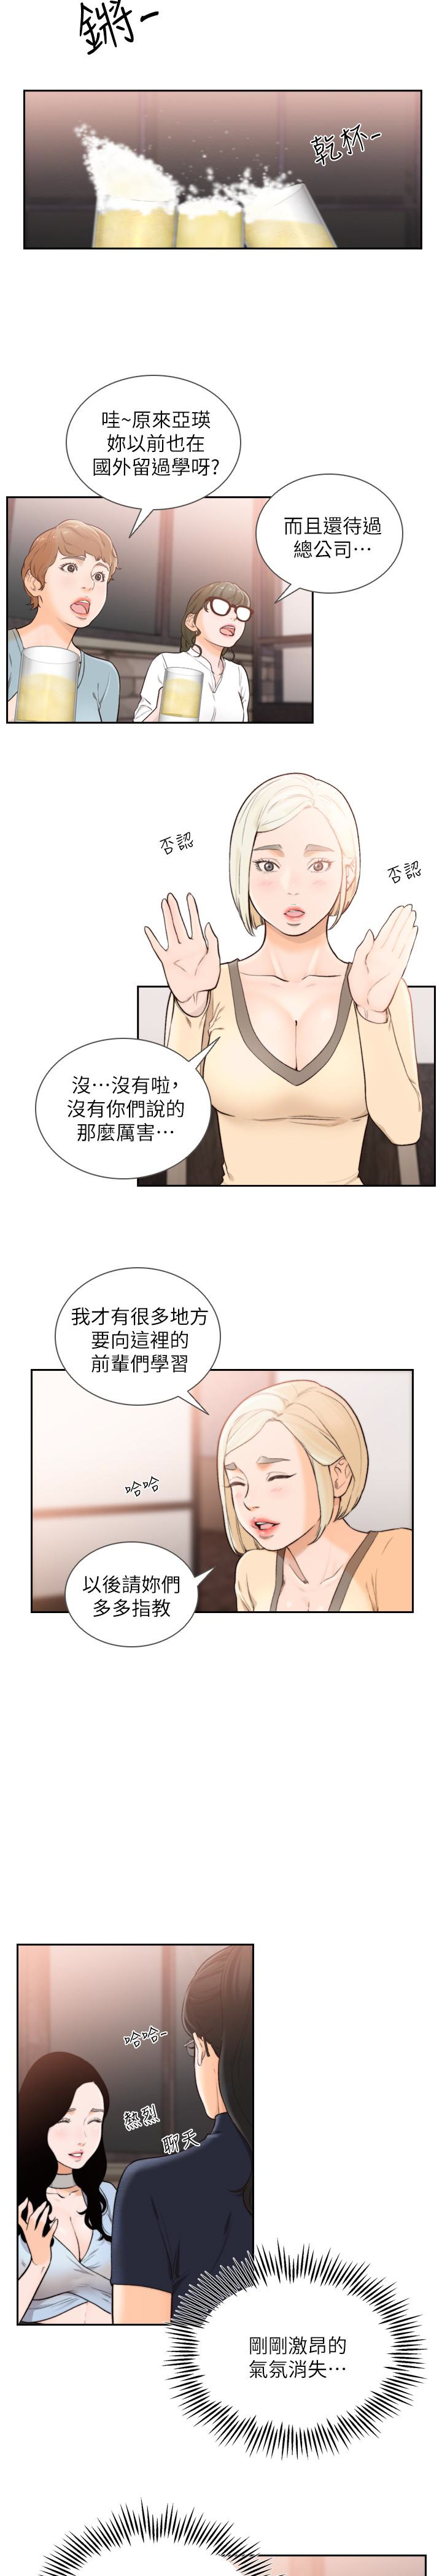 鏘~
乾杯~
哇~原來亞瑛
妳以前也在
國外留過學呀?
而且還待過
總公司⋯
否認
否認
沒⋯沒有啦,
沒有你們說的
那麼厲害⋯
我才有很多地方
要向這裡的
前輩們學習
哈哈
以後請妳們
多多指教
哈哈~
熱烈
聊天
剛剛激昂的
氣氛消失⋯